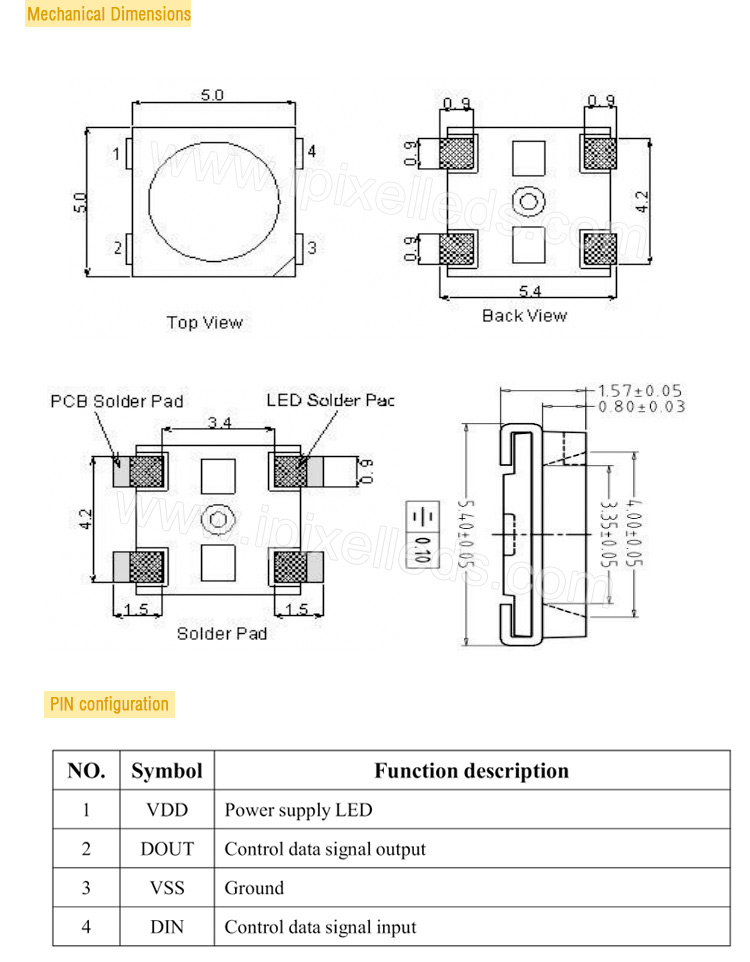 Mechanical Dimensions
5.0
5.0
1
4
2
3
Top View
0.9
0.9
0.9
0.9
4.2
5.4
Back View
www.ipixelleds.com
PCB Solder Pad
LED Solder Pac
3.4
0.9
4.2
1.5
1.5
Solder Pad
1.57±0.05
0.80±0.03
5.40±0.05
0.10
3.35±0.05
4.00±0.05
www.ipixelleds.com
PIN configuration
NO. Symbol Function description
1 VDD Power supply LED
2 DOUT Control data signal output
3 VSS Ground
4 DIN Control data signal input